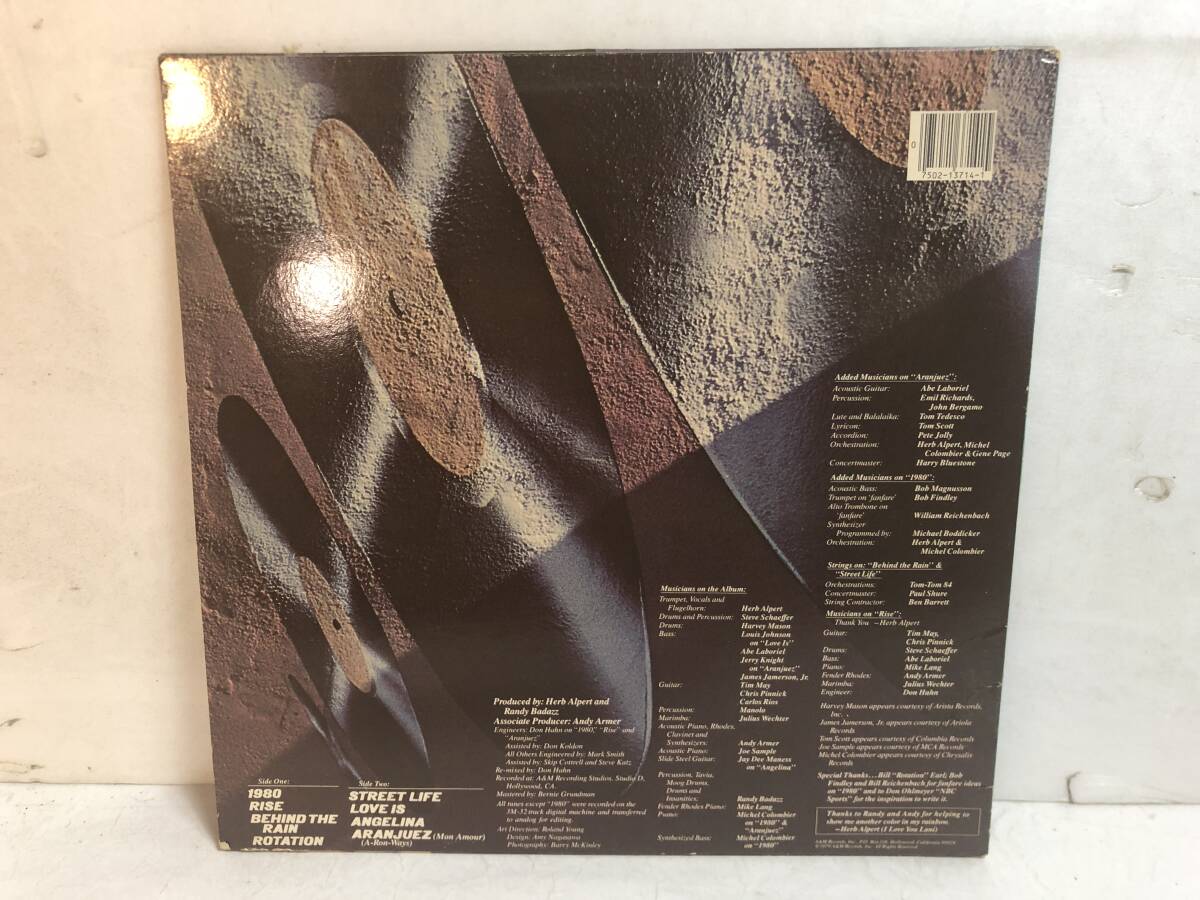 0
7502-13714-1
Added Musicians on "Aranjuez":
Acoustic Guitar: Abe Laboriel
Percussion: Emil Richards,
John Bergamo
Lute and Balalaika: Tom Tedesco
Lyricon: Tom Scott
Accordion: Pete Jolly
Orchestration: Herb Alpert, Michel
Colombier & Gene Page
Concertmaster: Harry Bluestone
Added Musicians on "1980":
Acoustic Bass: Bob Magnusson
Trumpet on 'fanfare' Bob Findley
Alto Trombone on
'fanfare' William Reichenbach
Synthesizer
Programmed by: Michael Boddicker
Orchestration: Herb Alpert &
Michel Colombier
Strings on: "Behind the Rain" &
"Street Life"
Orchestrations: Tom-Tom 84
Concertmaster: Paul Shure
String Contractor: Ben Barrett
Musicians on "Rise":
Thank You –Herb Alpert
Guitar: Tim May,
Chris Pinnick
Drums: Steve Schaeffer
Bass: Abe Laboriel
Piano: Mike Lang
Fender Rhodes: Andy Armer
Marimba: Julius Wechter
Engineer: Don Hahn
Harvey Mason appears courtesy of Arista Records,
Inc.
James Jamerson, Jr. appears courtesy of Ariola
Records
Tom Scott appears courtesy of Columbia Records
Joe Sample appears courtesy of MCA Records
Michel Colombier appears courtesy of Chrysalis
Records
Special Thanks...Bill "Rotation" Earl; Bob
Findley and Bill Reichenbach for fanfare ideas
on "1980" and to Don Ohlmeyer "NBC
Sports" for the inspiration to write it.
Thanks to Randy and Andy for helping to
show me another color in my rainbow.
–Herb Alpert (I Love You Lani)
A&M Records, Inc. P.O. Box 118, Hollywood, California 90028
©1979 A&M Records, Inc. All Rights Reserved.
Musicians on the Album:
Trumpet, Vocals and
Flugelhorn: Herb Alpert
Drums and Percussion: Steve Schaeffer
Drums: Harvey Mason
Bass: Louis Johnson
on "Love Is"
Abe Laboriel
Jerry Knight
on "Aranjuez"
James Jamerson, Jr.
Guitar: Tim May
Chris Pinnick
Carlos Rios
Percussion: Manolo
Marimba: Julius Wechter
Acoustic Piano, Rhodes,
Clavinet and
Synthesizers: Andy Armer
Acoustic Piano: Joe Sample
Slide Steel Guitar: Jay Dee Maness
on "Angelina"
Percussion, Tavia,
Moog Drums,
Drums and
Insanities: Randy Badazz
Fender Rhodes Piano: Mike Lang
Piano: Michel Colombier
on "1980" &
"Aranjuez"
Synthesized Bass: Michel Colombier
on "1980"
Produced by: Herb Alpert and
Randy Badazz
Associate Producer: Andy Armer
Engineers: Don Hahn on "1980," "Rise" and
"Aranjuez"
Assisted by: Don Koldon
All Others Engineered by: Mark Smith
Assisted by: Skip Cottrell and Steve Katz
Re-mixed by: Don Hahn
Recorded at: A&M Recording Studios, Studio D,
Hollywood, CA.
Mastered by: Bernie Grundman
All tunes except "1980" were recorded on the
3M-32 track digital machine and transferred
to analog for editing.
Art Direction: Roland Young
Design: Amy Nagasawa
Photography: Barry McKinley
Side One:
1980
RISE
BEHIND THE
RAIN
ROTATION
Side Two:
STREET LIFE
LOVE IS
ANGELINA
ARANJUEZ (Mon Amour)
(A-Ron-Ways)